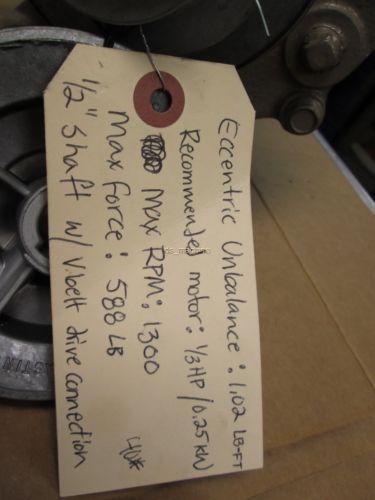 Eccentric Unbalance: 1.02 LB-FT
Recommended motor: 1/3 HP / 0.25 KW
Max RPM: 1300
Max Force: 588 LB
1/2" Shaft w/ V.belt drive connection
40#